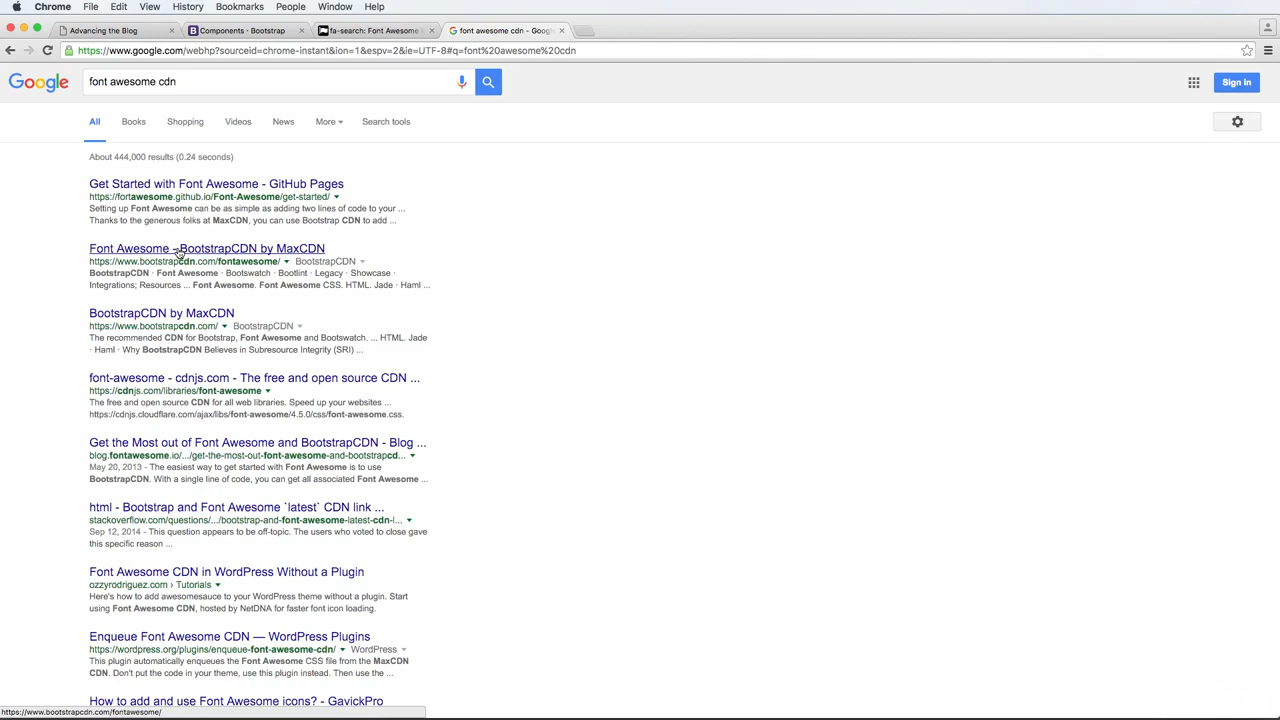 Chrome File Edit View History Bookmarks People Window Help
Advancing the Blog
Components · Bootstrap
fa-search: Font Awesome
font awesome cdn - Goog
https://www.google.com/webhp?sourceid=chrome-instant&ion=1&espv=2&ie=UTF-8#q=font%20awesome%20cdn
Google
font awesome cdn
Sign In
All Books Shopping Videos News More Search tools
About 444,000 results (0.24 seconds)
Get Started with Font Awesome - GitHub Pages
https://fortawesome.github.io/Font-Awesome/get-started/
Setting up Font Awesome can be as simple as adding two lines of code to your ...
Thanks to the generous folks at MaxCDN, you can use Bootstrap CDN to add ...
Font Awesome - BootstrapCDN by MaxCDN
https://www.bootstrapcdn.com/fontawesome/ BootstrapCDN
BootstrapCDN · Font Awesome · Bootswatch · Bootlint · Legacy · Showcase ·
Integrations; Resources ... Font Awesome. Font Awesome CSS. HTML. Jade · Haml ...
BootstrapCDN by MaxCDN
https://www.bootstrapcdn.com/ BootstrapCDN
The recommended CDN for Bootstrap, Font Awesome and Bootswatch. ... HTML. Jade
· Haml · Why BootstrapCDN Believes in Subresource Integrity (SRI) ...
font-awesome - cdnjs.com - The free and open source CDN ...
https://cdnjs.com/libraries/font-awesome
The free and open source CDN for all web libraries. Speed up your websites ...
https://cdnjs.cloudflare.com/ajax/libs/font-awesome/4.5.0/css/font-awesome.css.
Get the Most out of Font Awesome and BootstrapCDN - Blog ...
blog.fontawesome.io/.../get-the-most-out-font-awesome-and-bootstrapcd...
May 20, 2013 - The easiest way to get started with Font Awesome is to use
BootstrapCDN. With a single line of code, you can get all associated Font Awesome ...
html - Bootstrap and Font Awesome `latest` CDN link ...
stackoverflow.com/questions/.../bootstrap-and-font-awesome-latest-cdn-l...
Sep 12, 2014 - This question appears to be off-topic. The users who voted to close gave
this specific reason ...
Font Awesome CDN in WordPress Without a Plugin
ozzyrodriguez.com › Tutorials
Here's how to add awesomesauce to your WordPress theme without a plugin. Start
using Font Awesome CDN, hosted by NetDNA for faster font icon loading.
Enqueue Font Awesome CDN — WordPress Plugins
https://wordpress.org/plugins/enqueue-font-awesome-cdn/ WordPress
This plugin automatically enqueues the Font Awesome CSS file from the MaxCDN
CDN. Don't put the code in your theme, use this plugin instead. Then use the ...
How to add and use Font Awesome icons? - GavickPro
https://www.bootstrapcdn.com/fontawesome/